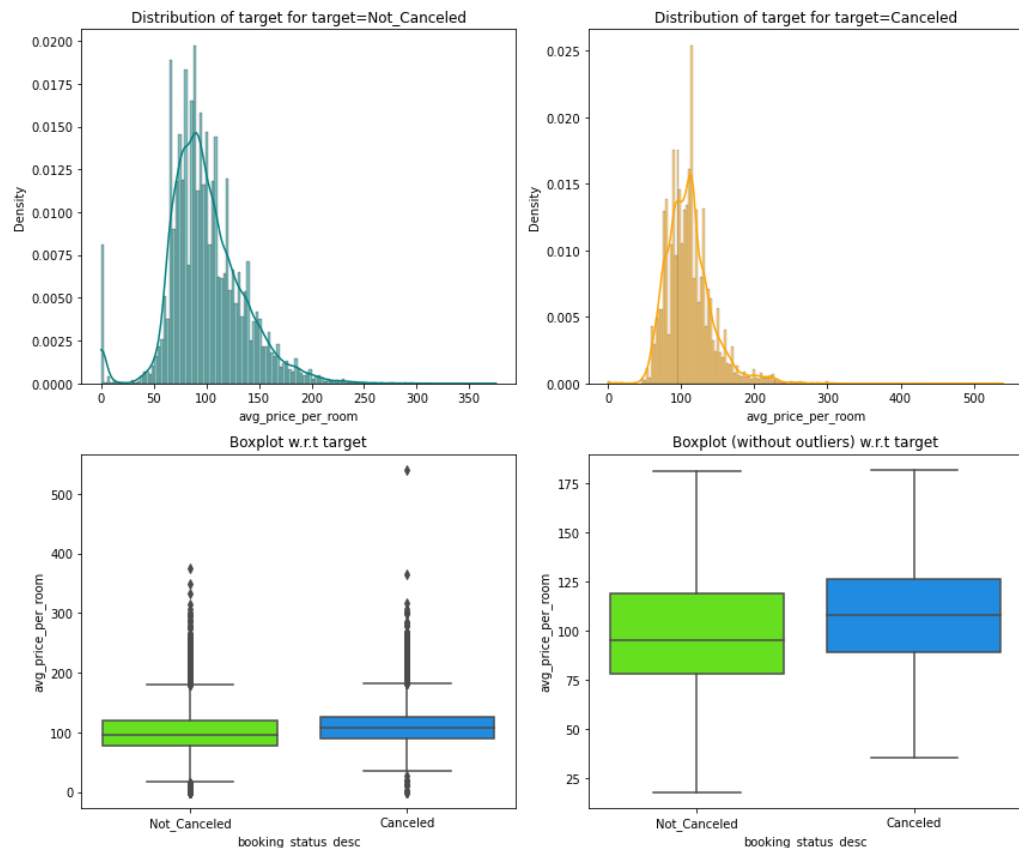 Distribution of target for target=Not_Canceled
0.0200
0.0175
0.0150
0.0125
0.0100
0.0075
0.0050
0.0025
0.0000
Density
0
50
100
150
200
250
300
350
avg_price_per_room
Distribution of target for target=Canceled
0.025
0.020
0.015
0.010
0.005
0.000
Density
0
100
200
300
400
500
avg_price_per_room
Boxplot w.r.t target
500
400
300
200
100
0
avg_price_per_room
Not_Canceled
Canceled
booking_status_desc
Boxplot (without outliers) w.r.t target
175
150
125
100
75
50
25
avg_price_per_room
Not_Canceled
Canceled
booking_status_desc